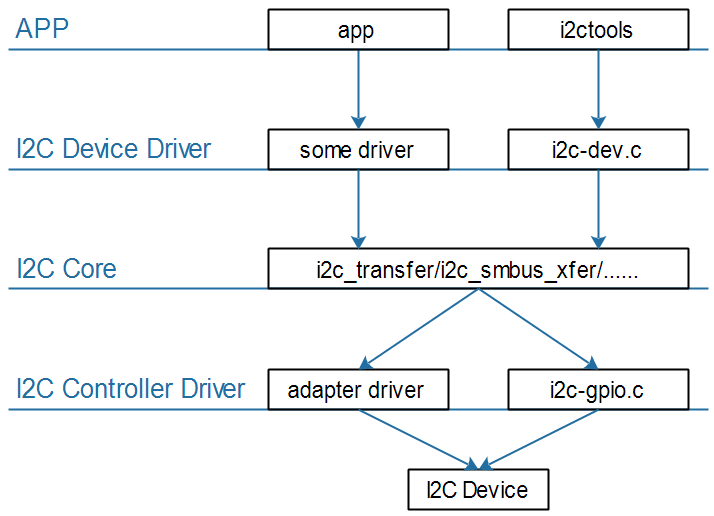 APP
app
i2ctools
I2C Device Driver
some driver
i2c-dev.c
I2C Core
i2c_transfer/i2c_smbus_xfer/......
I2C Controller Driver
adapter driver
i2c-gpio.c
I2C Device